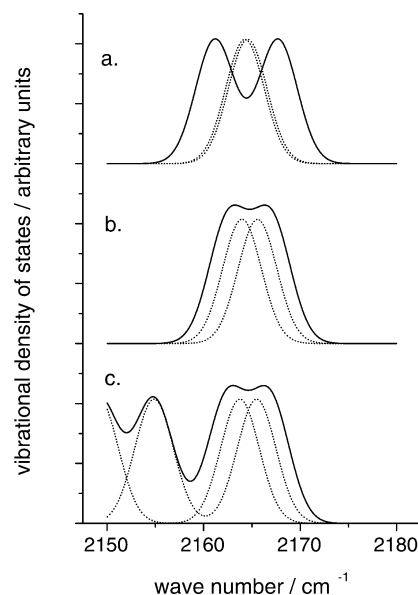 a.
b.
c.
vibrational density of states / arbitrary units
2150 2160 2170 2180
wave number / cm ⁻¹